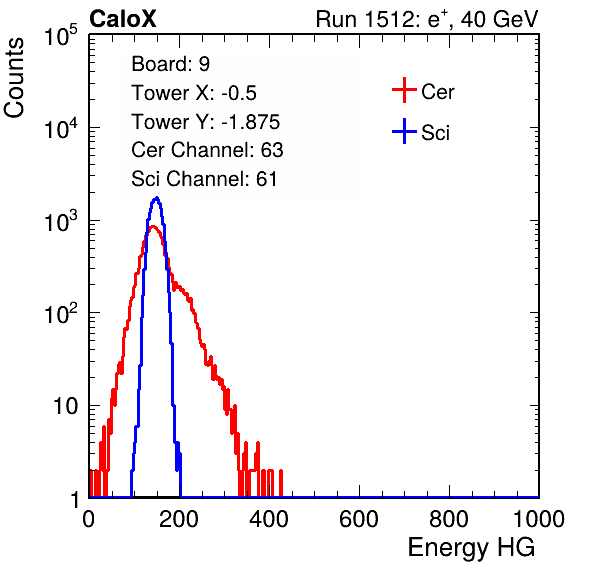 CaloX Run 1512: e⁺, 40 GeV
Counts
10⁵
10⁴
10³
10²
10
1
Board: 9
Tower X: -0.5
Tower Y: -1.875
Cer Channel: 63
Sci Channel: 61
Cer
Sci
0 200 400 600 800 1000
Energy HG